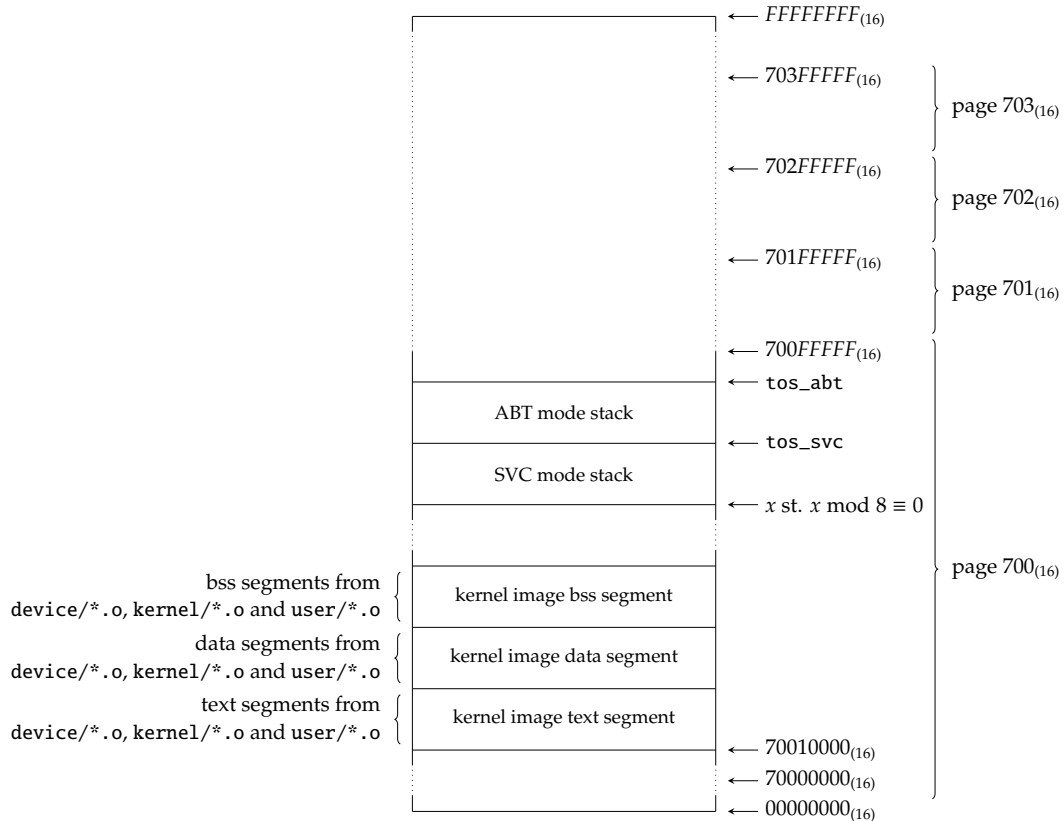 FFFFFFFF(16)
703FFFFF(16)
page 703(16)
702FFFFF(16)
page 702(16)
701FFFFF(16)
page 701(16)
700FFFFF(16)
tos_abt
ABT mode stack
tos_svc
SVC mode stack
x st. x mod 8 ≡ 0
page 700(16)
bss segments from
device/*.o, kernel/*.o and user/*.o
kernel image bss segment
data segments from
device/*.o, kernel/*.o and user/*.o
kernel image data segment
text segments from
device/*.o, kernel/*.o and user/*.o
kernel image text segment
70010000(16)
70000000(16)
00000000(16)